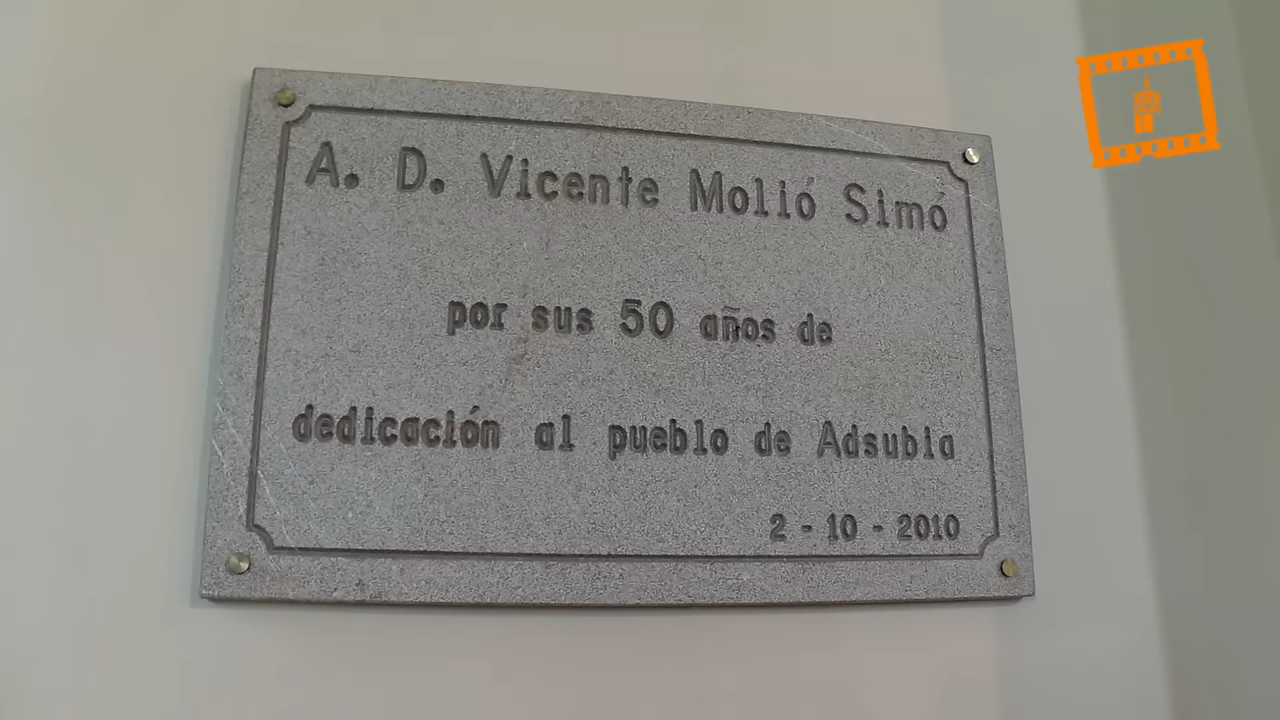 A. D. Vicente Molió Simó
por sus 50 años de
dedicación al pueblo de Adsubia
2 - 10 - 2010